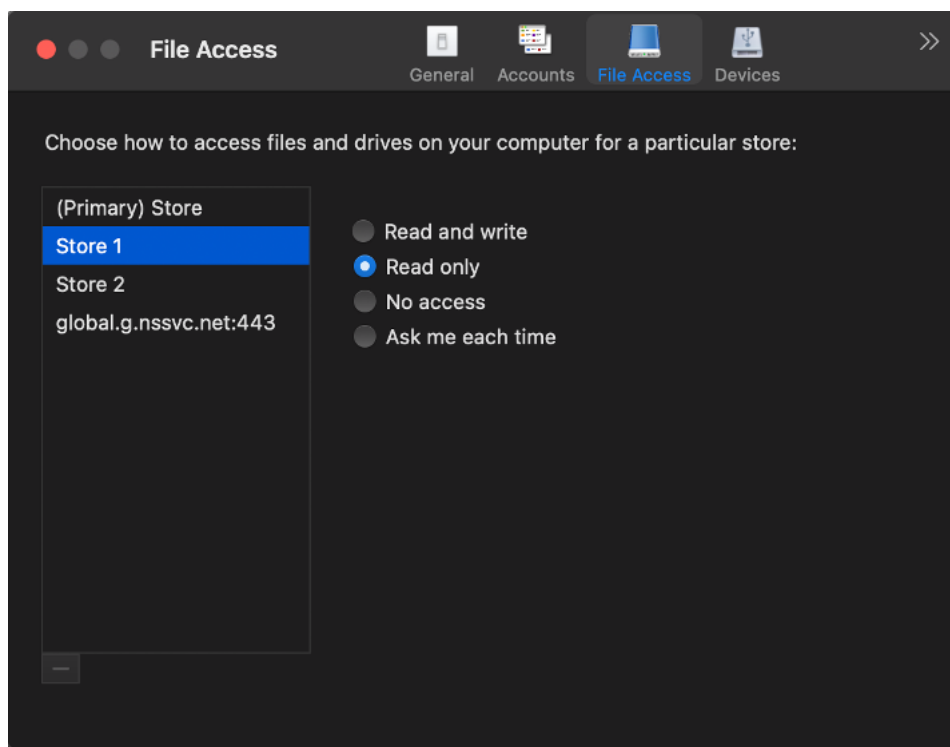 File Access
General
Accounts
File Access
Devices
Choose how to access files and drives on your computer for a particular store:
(Primary) Store
Store 1
Store 2
global.g.nssvc.net:443
Read and write
Read only
No access
Ask me each time